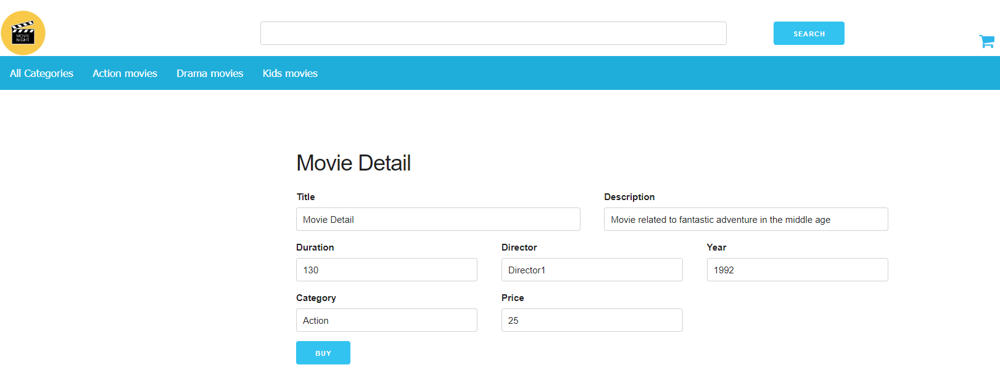 MOVIE
NIGHT
SEARCH
All Categories Action movies Drama movies Kids movies
Movie Detail
Title Description
Movie Detail Movie related to fantastic adventure in the middle age
Duration Director Year
130 Director1 1992
Category Price
Action 25
BUY